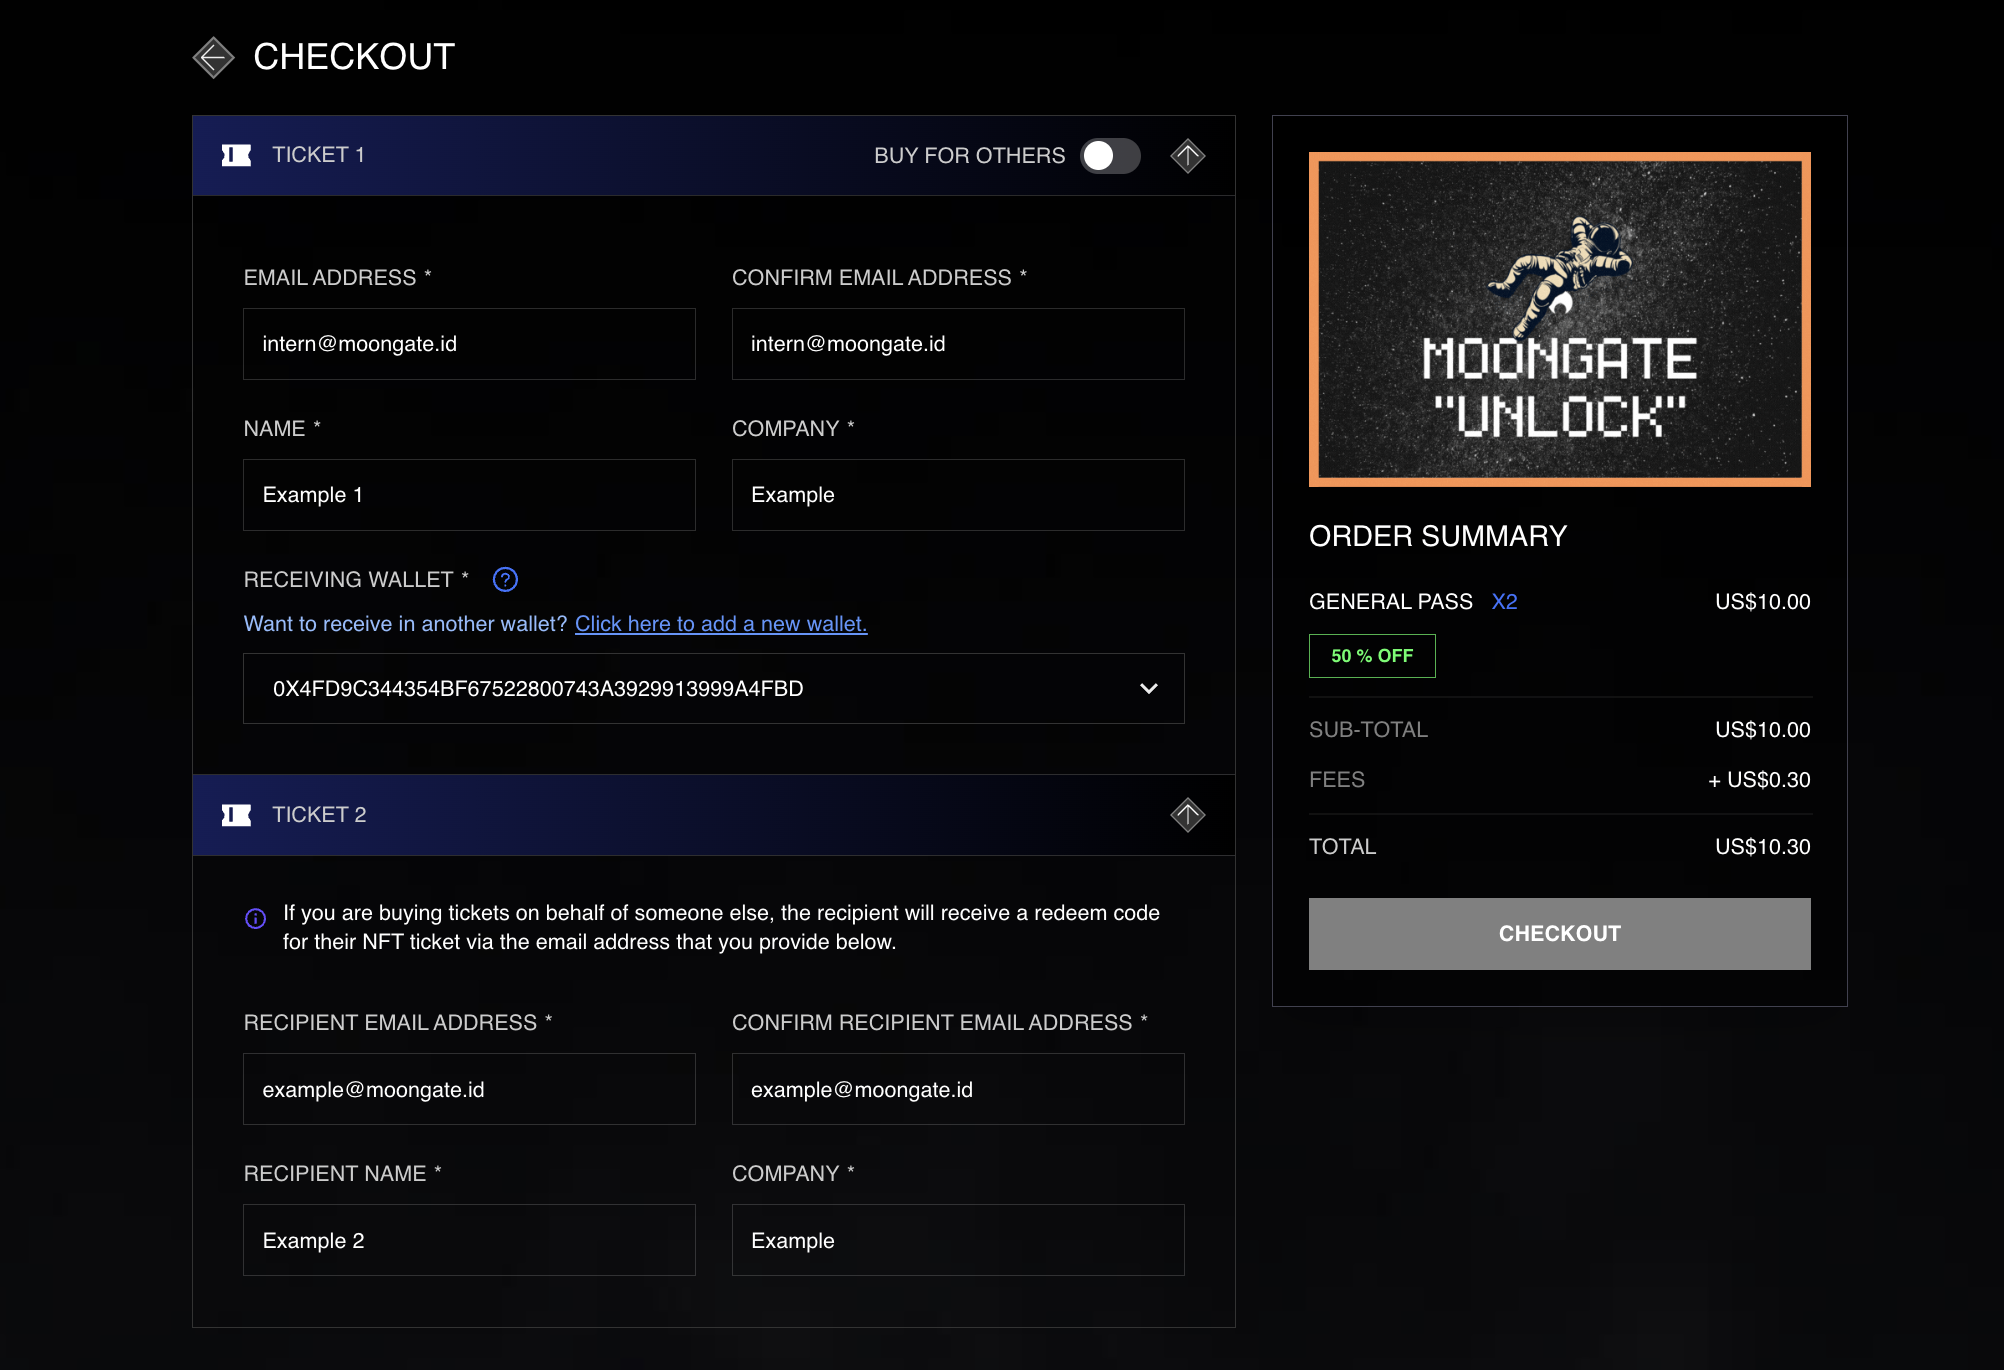 CHECKOUT
TICKET 1
BUY FOR OTHERS
EMAIL ADDRESS *
CONFIRM EMAIL ADDRESS *
intern@moongate.id
intern@moongate.id
NAME *
COMPANY *
Example 1
Example
RECEIVING WALLET * ?
Want to receive in another wallet? Click here to add a new wallet.
0X4FD9C344354BF67522800743A3929913999A4FBD
TICKET 2
If you are buying tickets on behalf of someone else, the recipient will receive a redeem code
for their NFT ticket via the email address that you provide below.
RECIPIENT EMAIL ADDRESS *
CONFIRM RECIPIENT EMAIL ADDRESS *
example@moongate.id
example@moongate.id
RECIPIENT NAME *
COMPANY *
Example 2
Example
MOONGATE
"UNLOCK"
ORDER SUMMARY
GENERAL PASS X2 US$10.00
50 % OFF
SUB-TOTAL US$10.00
FEES + US$0.30
TOTAL US$10.30
CHECKOUT